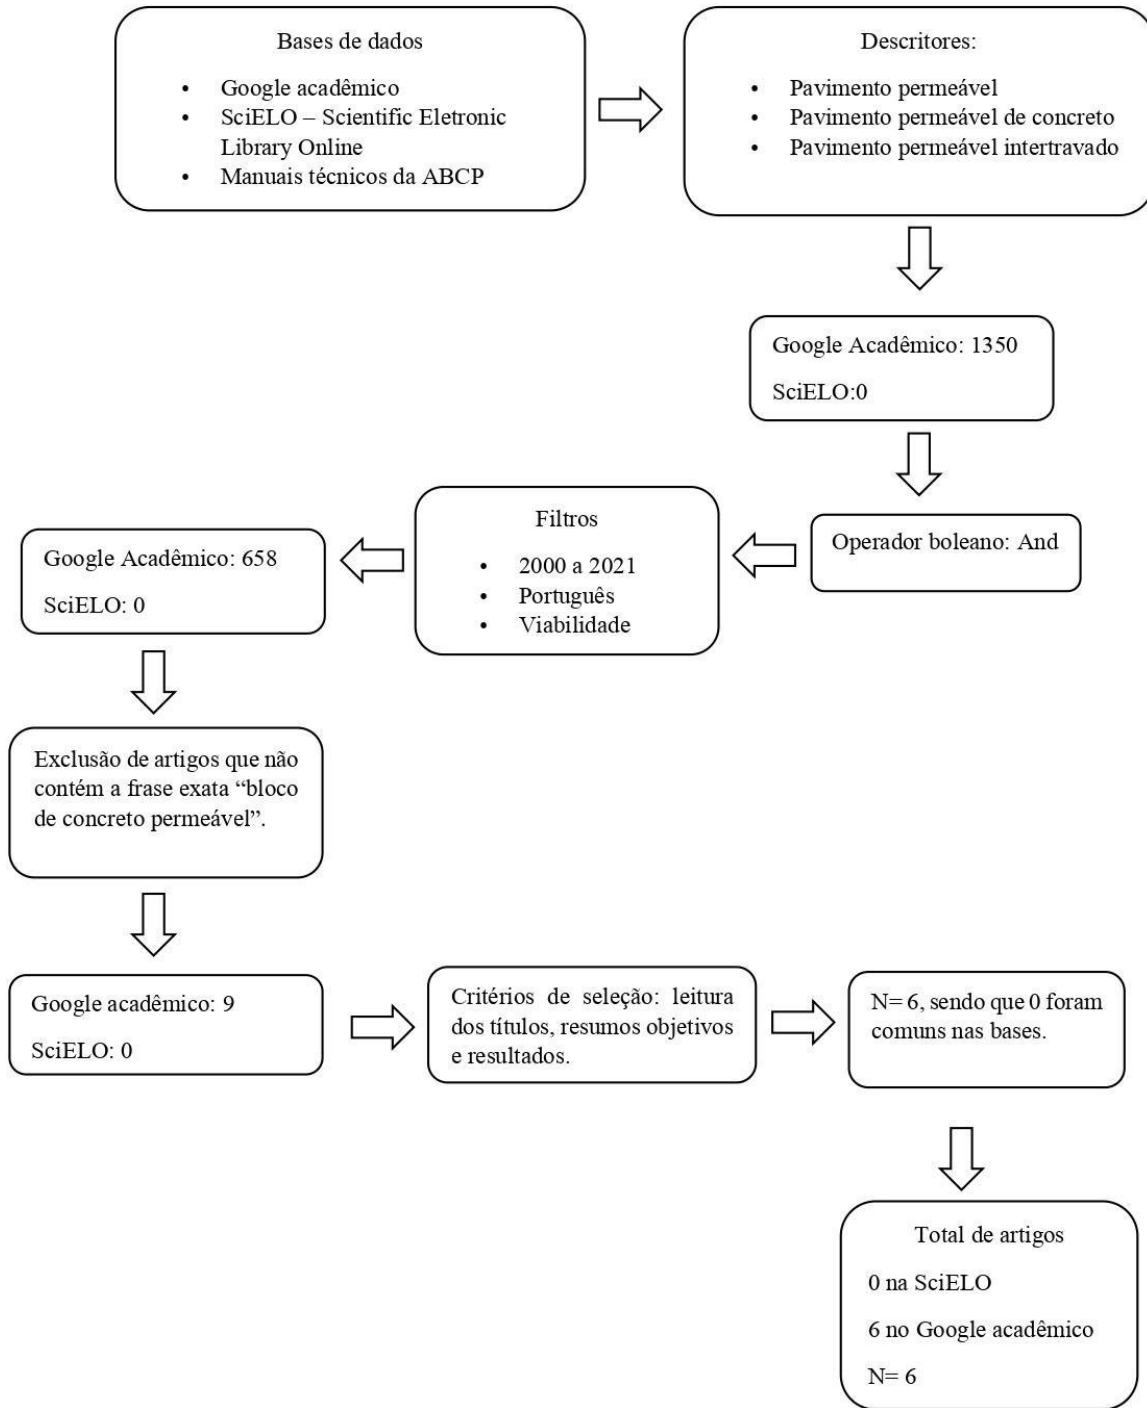 Bases de dados
• Google acadêmico
• SciELO – Scientific Eletronic
Library Online
• Manuais técnicos da ABCP
Descritores:
• Pavimento permeável
• Pavimento permeável de concreto
• Pavimento permeável intertravado
Google Acadêmico: 1350
SciELO:0
Operador boleano: And
Filtros
• 2000 a 2021
• Português
• Viabilidade
Google Acadêmico: 658
SciELO: 0
Exclusão de artigos que não
contém a frase exata “bloco
de concreto permeável”.
Google acadêmico: 9
SciELO: 0
Critérios de seleção: leitura
dos títulos, resumos objetivos
e resultados.
N= 6, sendo que 0 foram
comuns nas bases.
Total de artigos
0 na SciELO
6 no Google acadêmico
N= 6